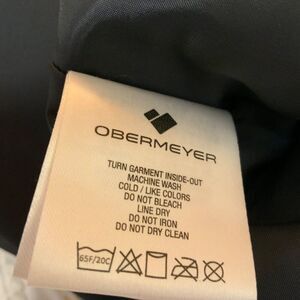 OBERMEYER
TURN GARMENT INSIDE-OUT
MACHINE WASH
COLD / LIKE COLORS
DO NOT BLEACH
LINE DRY
DO NOT IRON
DO NOT DRY CLEAN
65F/20C